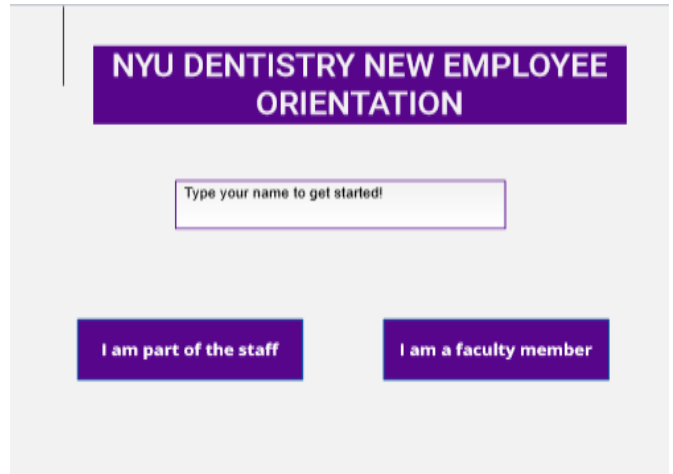 NYU DENTISTRY NEW EMPLOYEE
ORIENTATION
Type your name to get started!
I am part of the staff
I am a faculty member